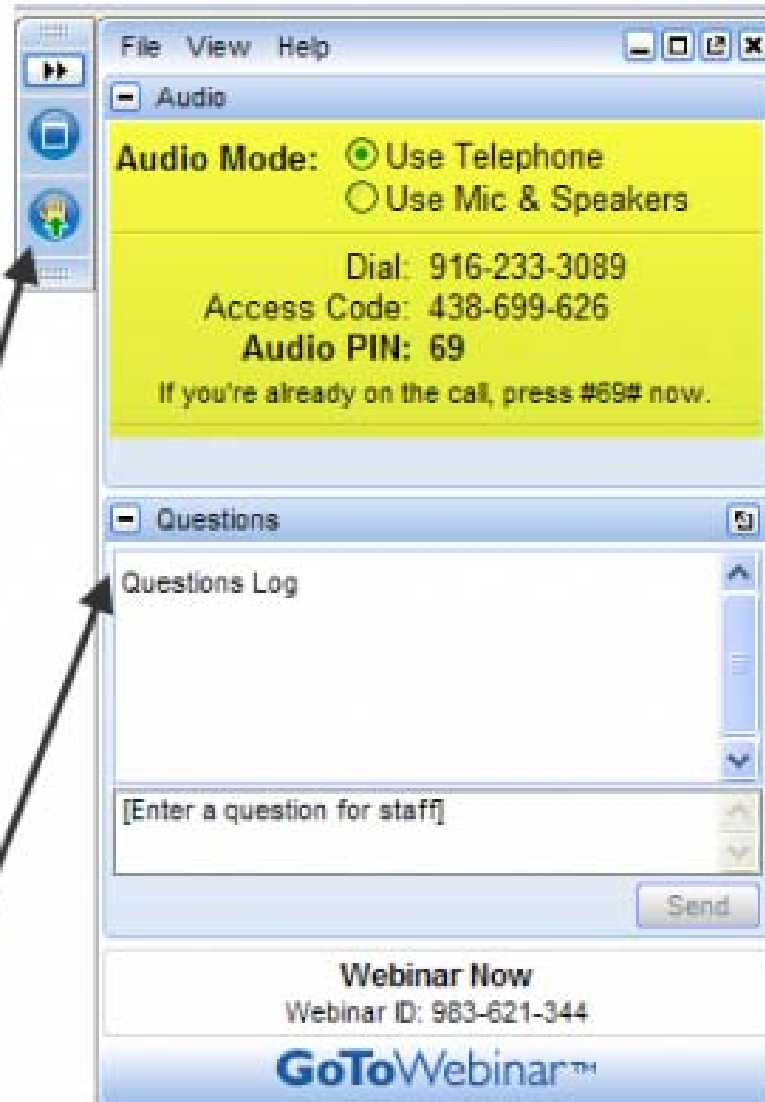 File View Help
Audio
Audio Mode: Use Telephone
Use Mic & Speakers
Dial: 916-233-3089
Access Code: 438-699-626
Audio PIN: 69
If you're already on the call, press #69# now.
Questions
Questions Log
[Enter a question for staff]
Send
Webinar Now
Webinar ID: 983-621-344
GoToWebinar™